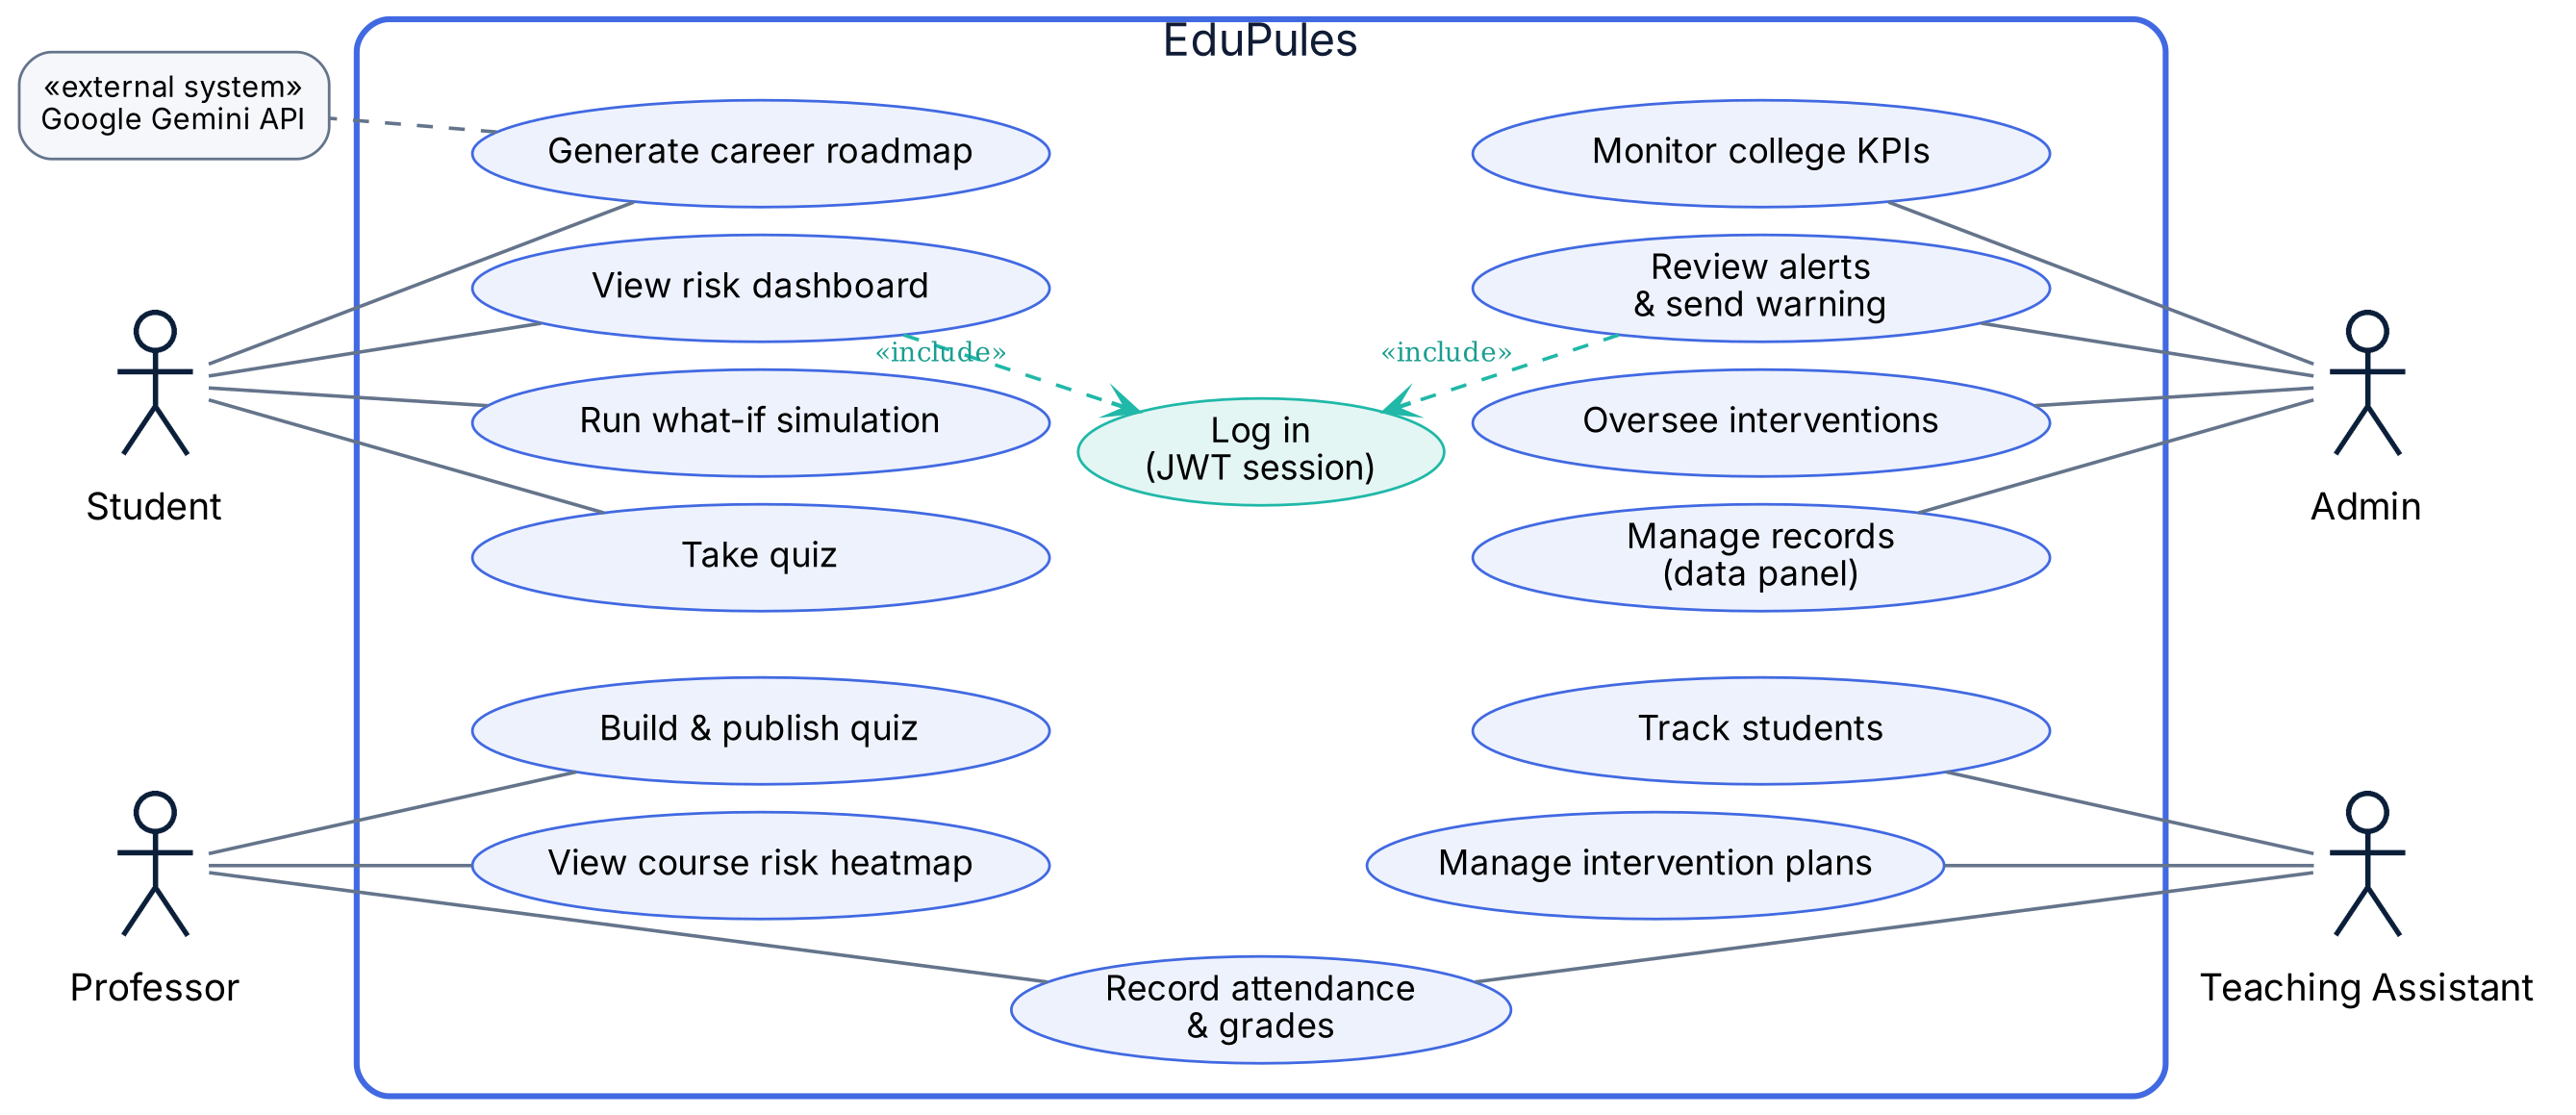 EduPules
«external system»
Google Gemini API
Generate career roadmap
Monitor college KPIs
View risk dashboard
Review alerts
& send warning
«include»
«include»
Run what-if simulation
Log in
(JWT session)
Oversee interventions
Student
Admin
Take quiz
Manage records
(data panel)
Build & publish quiz
Track students
View course risk heatmap
Manage intervention plans
Professor
Teaching Assistant
Record attendance
& grades